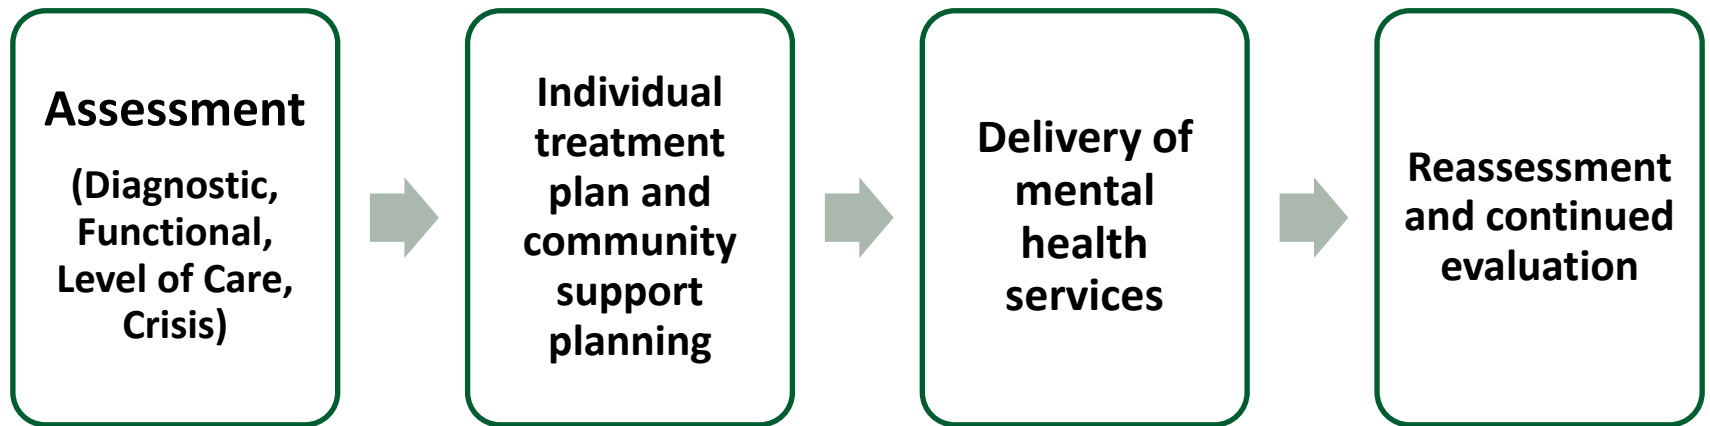 Assessment
(Diagnostic,
Functional,
Level of Care,
Crisis)
Individual
treatment
plan and
community
support
planning
Delivery of
mental
health
services
Reassessment
and continued
evaluation